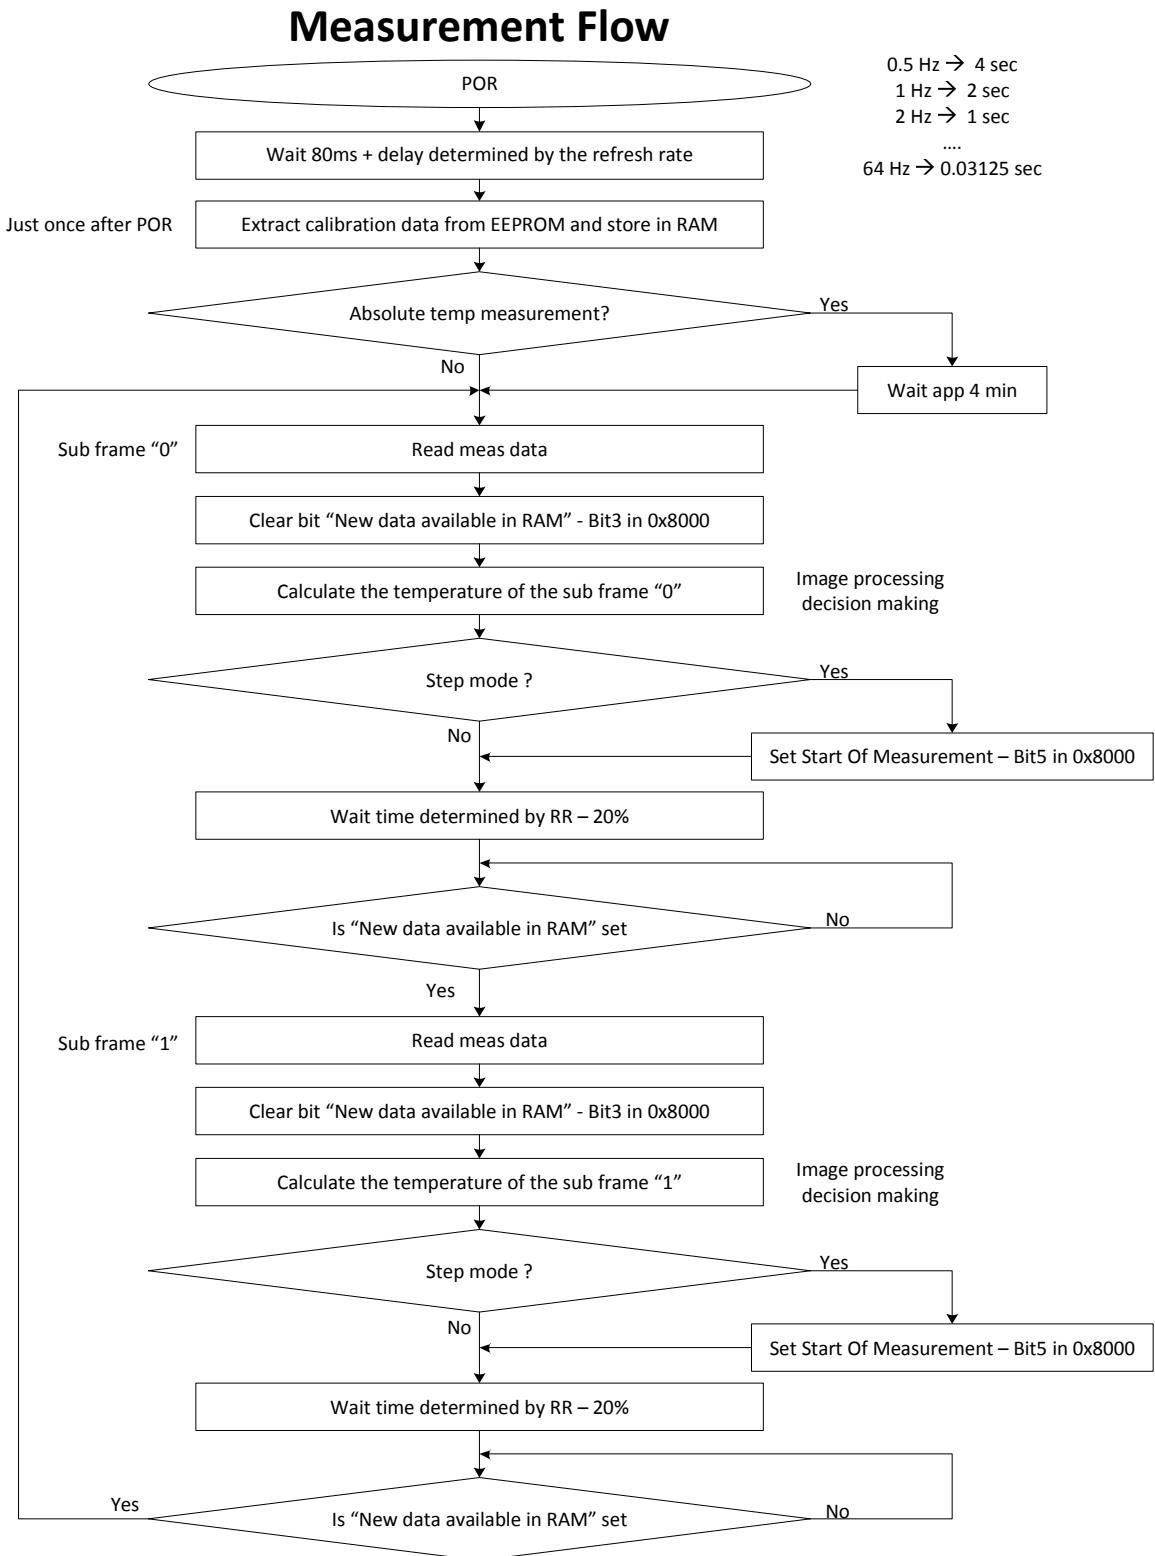 Measurement Flow
0.5 Hz → 4 sec
1 Hz → 2 sec
2 Hz → 1 sec
....
64 Hz → 0.03125 sec
POR
Wait 80ms + delay determined by the refresh rate
Just once after POR
Extract calibration data from EEPROM and store in RAM
Absolute temp measurement?
Yes
No
Wait app 4 min
Sub frame “0”
Read meas data
Clear bit “New data available in RAM” - Bit3 in 0x8000
Calculate the temperature of the sub frame “0”
Image processing
decision making
Step mode ?
Yes
No
Set Start Of Measurement – Bit5 in 0x8000
Wait time determined by RR – 20%
Is “New data available in RAM” set
No
Yes
Sub frame “1”
Read meas data
Clear bit “New data available in RAM” - Bit3 in 0x8000
Calculate the temperature of the sub frame “1”
Image processing
decision making
Step mode ?
Yes
No
Set Start Of Measurement – Bit5 in 0x8000
Wait time determined by RR – 20%
Yes
Is “New data available in RAM” set
No